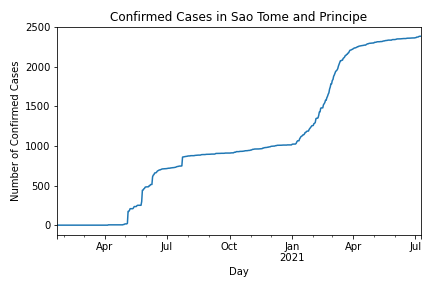 Confirmed Cases in Sao Tome and Principe
Number of Confirmed Cases
2500
2000
1500
1000
500
0
Apr Jul Oct Jan Apr Jul
2021
Day